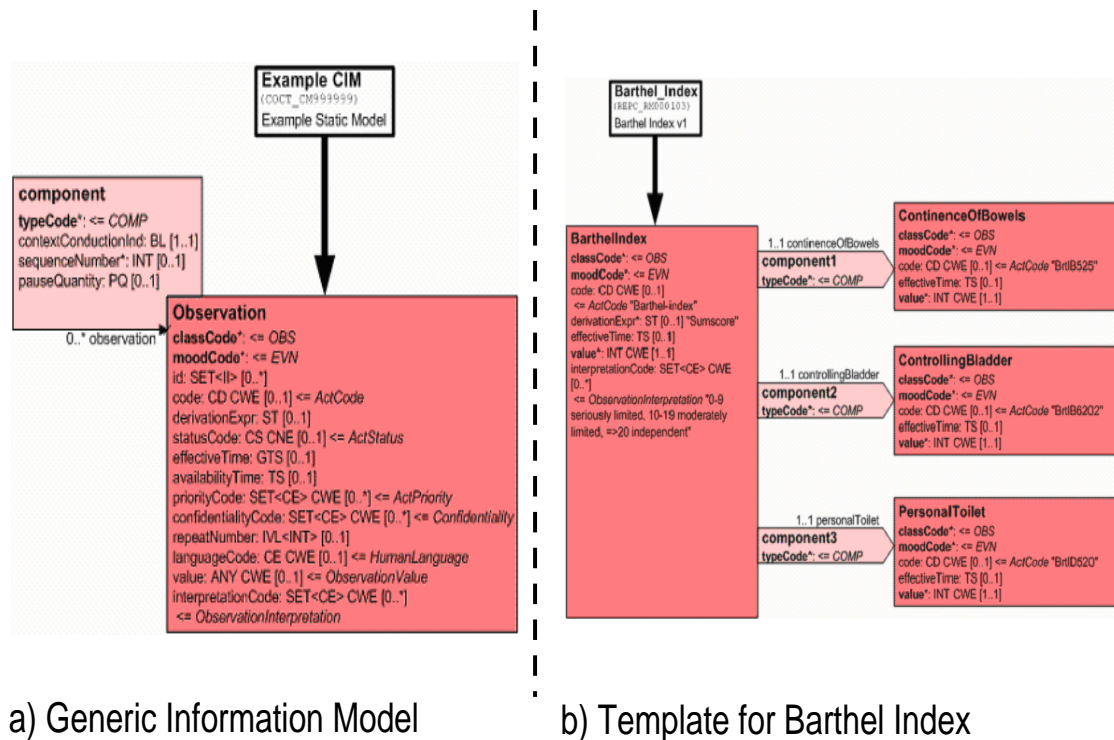 Example CIM
(COCT_CM999999)
Example Static Model
component
typeCode*: <= COMP
contextConductionInd: BL [1..1]
sequenceNumber*: INT [0..1]
pauseQuantity: PQ [0..1]
0..* observation
Observation
classCode*: <= OBS
moodCode*: <= EVN
id: SET<II> [0..*]
code: CD CWE [0..1] <= ActCode
derivationExpr: ST [0..1]
statusCode: CS CNE [0..1] <= ActStatus
effectiveTime: GTS [0..1]
availabilityTime: TS [0..1]
priorityCode: SET<CE> CWE [0..*] <= ActPriority
confidentialityCode: SET<CE> CWE [0..*] <= Confidentiality
repeatNumber: IVL<INT> [0..1]
languageCode: CE CWE [0..1] <= HumanLanguage
value: ANY CWE [0..1] <= ObservationValue
interpretationCode: SET<CE> CWE [0..*]
<= ObservationInterpretation
a) Generic Information Model
Barthel_Index
(REPC_RM000103)
Barthel Index v1
BarthelIndex
classCode*: <= OBS
moodCode*: <= EVN
code: CD CWE [0..1]
<= ActCode "Barthel-index"
derivationExpr*: ST [0..1] "Sumscore"
effectiveTime: TS [0..1]
value*: INT CWE [1..1]
interpretationCode: SET<CE> CWE
[0..*]
<= ObservationInterpretation "0-9
seriously limited, 10-19 moderately
limited, =>20 independent"
1..1 continenceOfBowels
component1
typeCode*: <= COMP
ContinenceOfBowels
classCode*: <= OBS
moodCode*: <= EVN
code: CD CWE [0..1] <= ActCode "BrtlB525"
effectiveTime: TS [0..1]
value*: INT CWE [1..1]
1..1 controllingBladder
component2
typeCode*: <= COMP
ControllingBladder
classCode*: <= OBS
moodCode*: <= EVN
code: CD CWE [0..1] <= ActCode "BrtlB6202"
effectiveTime: TS [0..1]
value*: INT CWE [1..1]
1..1 personalToilet
component3
typeCode*: <= COMP
PersonalToilet
classCode*: <= OBS
moodCode*: <= EVN
code: CD CWE [0..1] <= ActCode "BrtlD520"
effectiveTime: TS [0..1]
value*: INT CWE [1..1]
b) Template for Barthel Index